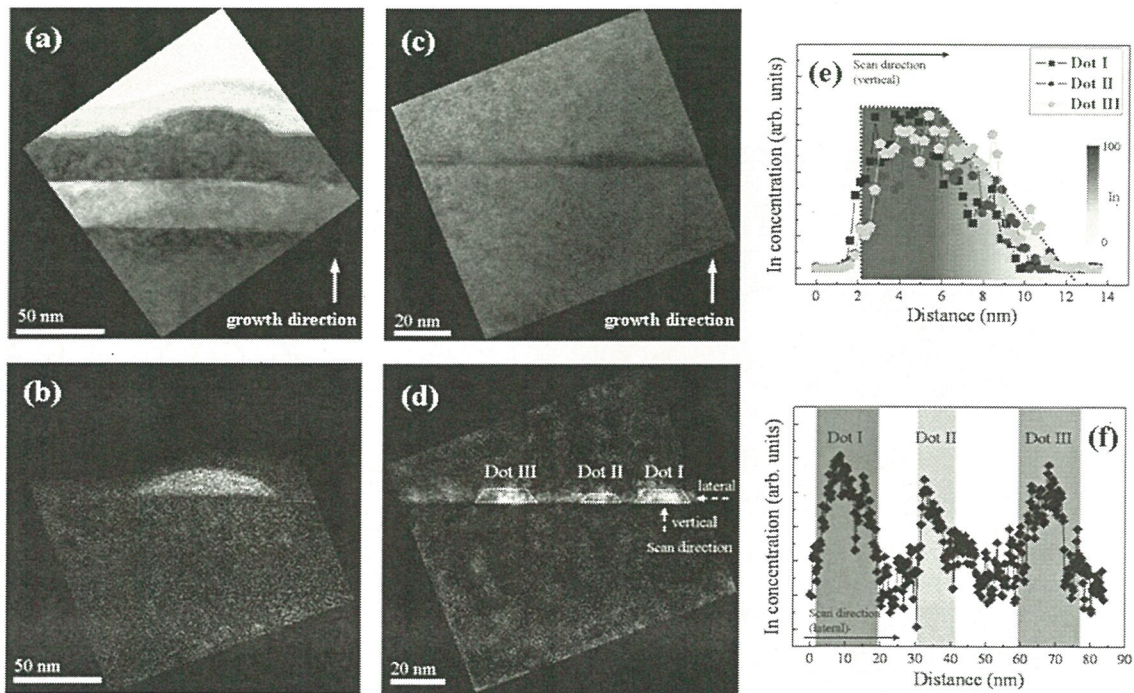 (a)
50 nm
growth direction
(c)
20 nm
growth direction
(e)
Scan direction
(vertical)
Dot I
Dot II
Dot III
100
In
0
In concentration (arb. units)
0 2 4 6 8 10 12 14
Distance (nm)
(b)
50 nm
(d)
Dot III Dot II Dot I
lateral
vertical
Scan direction
20 nm
(f)
Dot I Dot II Dot III
In concentration (arb. units)
Scan direction
(lateral)
0 10 20 30 40 50 60 70 80 90
Distance (nm)